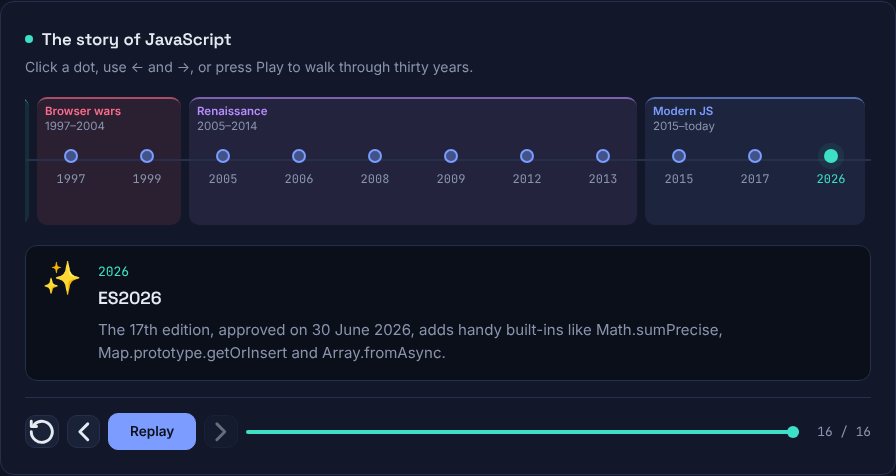 The story of JavaScript
Click a dot, use ← and →, or press Play to walk through thirty years.
Browser wars
1997–2004
Renaissance
2005–2014
Modern JS
2015–today
1997 1999 2005 2006 2008 2009 2012 2013 2015 2017 2026
2026
ES2026
The 17th edition, approved on 30 June 2026, adds handy built-ins like Math.sumPrecise,
Map.prototype.getOrInsert and Array.fromAsync.
Replay
16 / 16